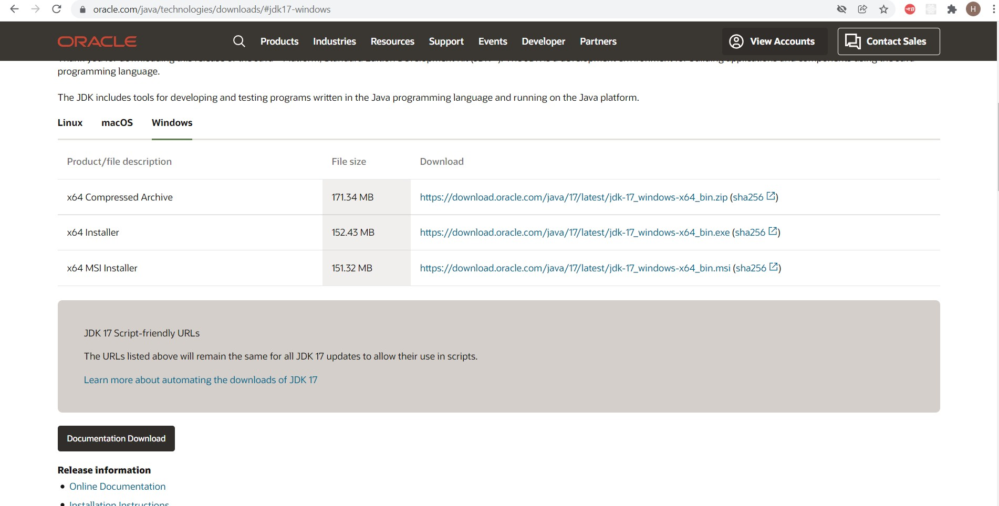 oracle.com/java/technologies/downloads/#jdk17-windows
H
ORACLE
Products Industries Resources Support Events Developer Partners
View Accounts
Contact Sales
programming language.
The JDK includes tools for developing and testing programs written in the Java programming language and running on the Java platform.
Linux macOS Windows
Product/file description File size Download
x64 Compressed Archive 171.34 MB https://download.oracle.com/java/17/latest/jdk-17_windows-x64_bin.zip (sha256)
x64 Installer 152.43 MB https://download.oracle.com/java/17/latest/jdk-17_windows-x64_bin.exe (sha256)
x64 MSI Installer 151.32 MB https://download.oracle.com/java/17/latest/jdk-17_windows-x64_bin.msi (sha256)
JDK 17 Script-friendly URLs
The URLs listed above will remain the same for all JDK 17 updates to allow their use in scripts.
Learn more about automating the downloads of JDK 17
Documentation Download
Release information
• Online Documentation
• Installation Instructions